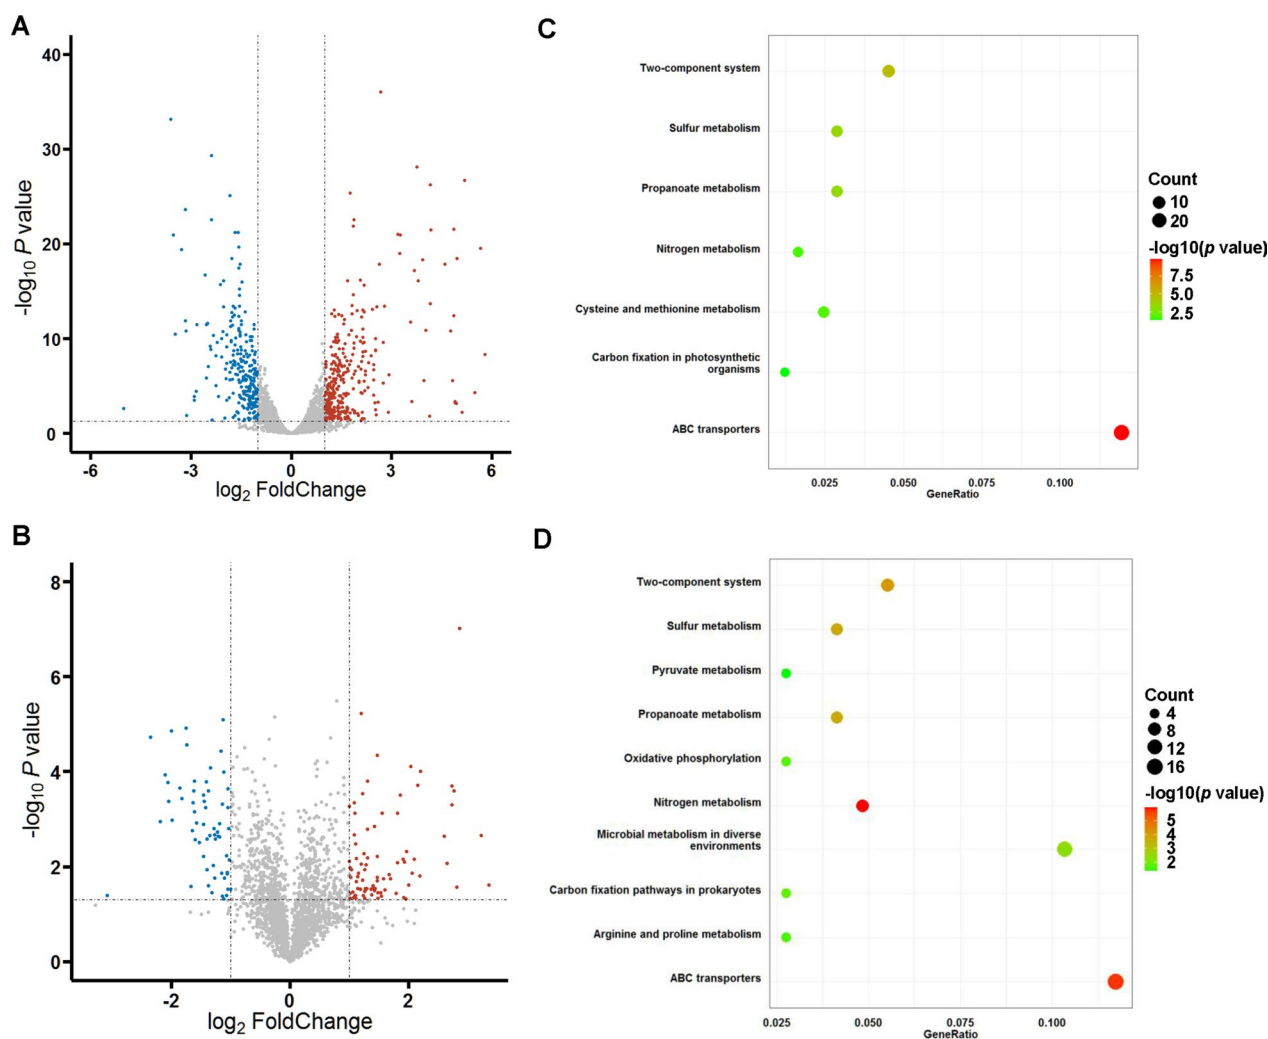 A
40
30
20
10
0
-log10 P value
-6 -3 0 3 6
log2 FoldChange
C
Two-component system
Sulfur metabolism
Propanoate metabolism
Nitrogen metabolism
Cysteine and methionine metabolism
Carbon fixation in photosynthetic
organisms
ABC transporters
0.025 0.050 0.075 0.100
GeneRatio
Count
10
20
-log10(p value)
7.5
5.0
2.5
B
8
6
4
2
0
-log10 P value
-2 0 2
log2 FoldChange
D
Two-component system
Sulfur metabolism
Pyruvate metabolism
Propanoate metabolism
Oxidative phosphorylation
Nitrogen metabolism
Microbial metabolism in diverse
environments
Carbon fixation pathways in prokaryotes
Arginine and proline metabolism
ABC transporters
0.025 0.050 0.075 0.100
GeneRatio
Count
4
8
12
16
-log10(p value)
5
4
3
2